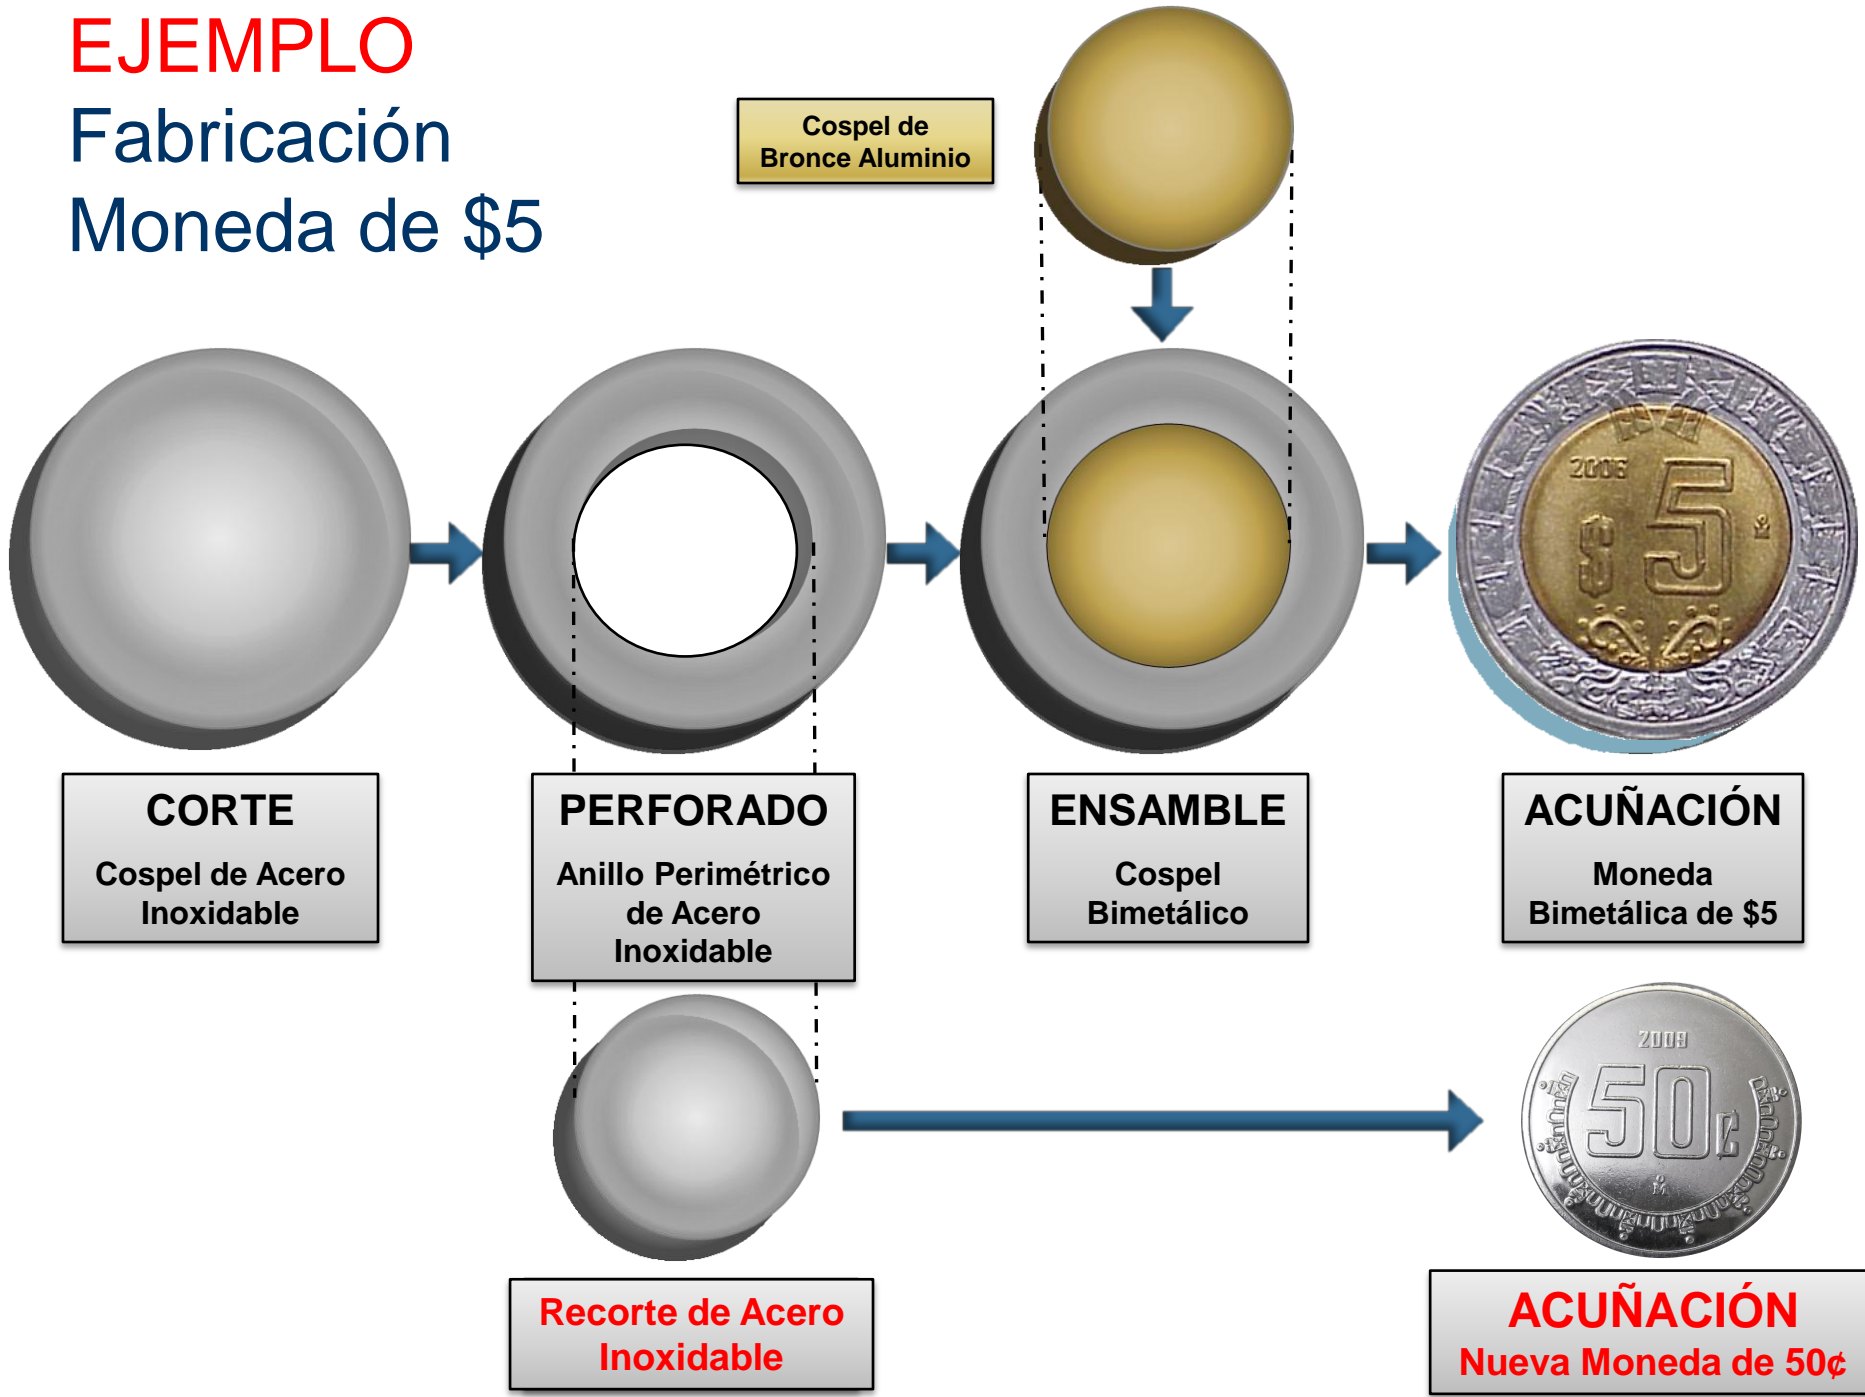 EJEMPLO
Fabricación
Moneda de $5
Cospel de
Bronce Aluminio
2006
$ 5
M
CORTE
Cospel de Acero
Inoxidable
PERFORADO
Anillo Perimétrico
de Acero
Inoxidable
ENSAMBLE
Cospel
Bimetálico
ACUÑACIÓN
Moneda
Bimetálica de $5
2009
50¢
M
Recorte de Acero
Inoxidable
ACUÑACIÓN
Nueva Moneda de 50¢